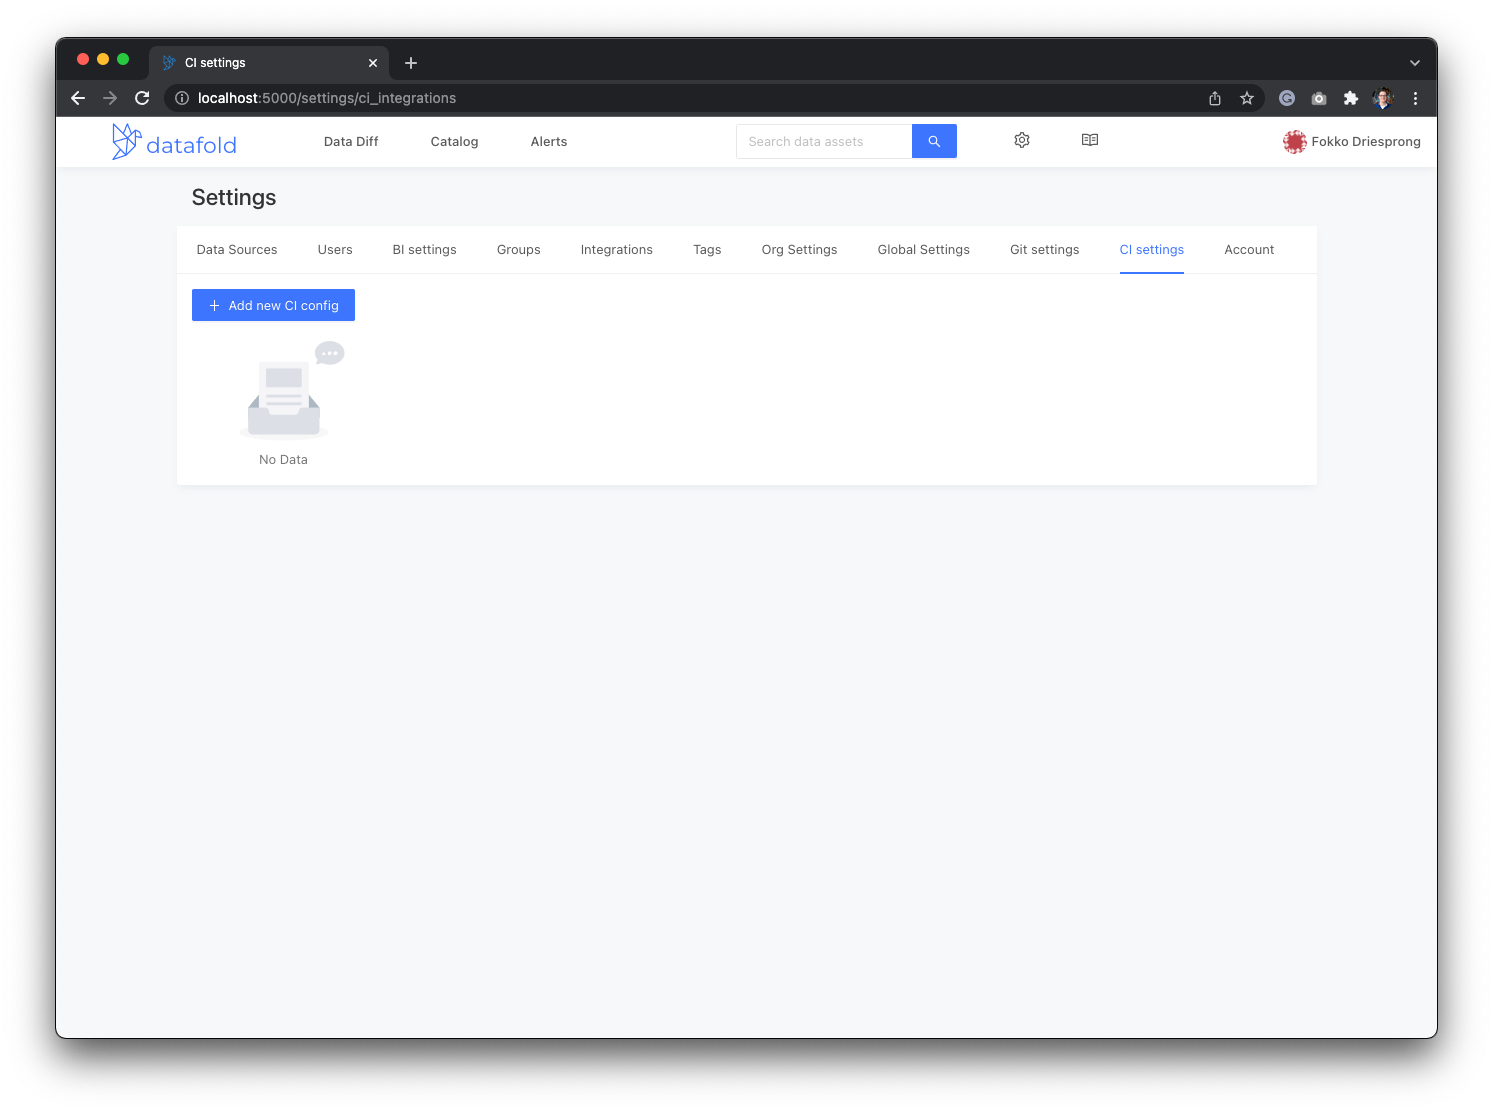 CI settings
localhost:5000/settings/ci_integrations
datafold
Data Diff
Catalog
Alerts
Search data assets
Fokko Driesprong
Settings
Data Sources
Users
BI settings
Groups
Integrations
Tags
Org Settings
Global Settings
Git settings
CI settings
Account
+ Add new CI config
No Data